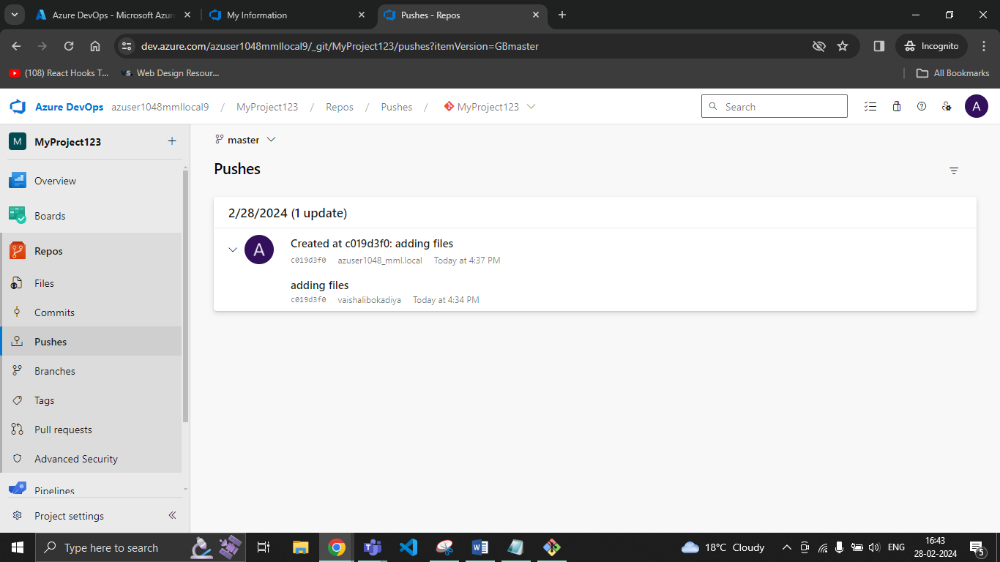 Azure DevOps - Microsoft Azure
My Information
Pushes - Repos
dev.azure.com/azuser1048mmllocal9/_git/MyProject123/pushes?itemVersion=GBmaster
Incognito
(108) React Hooks T...
VS Web Design Resour...
All Bookmarks
Azure DevOps azuser1048mmllocal9 / MyProject123 / Repos / Pushes / MyProject123
Search
A
M MyProject123
master
Pushes
Overview
Boards
Repos
Files
Commits
Pushes
Branches
Tags
Pull requests
Advanced Security
Pipelines
Project settings
2/28/2024 (1 update)
A
Created at c019d3f0: adding files
c019d3f0 azuser1048_mml.local Today at 4:37 PM
adding files
c019d3f0 vaishalibokadiya Today at 4:34 PM
Type here to search
18°C Cloudy
ENG
16:43
28-02-2024
5